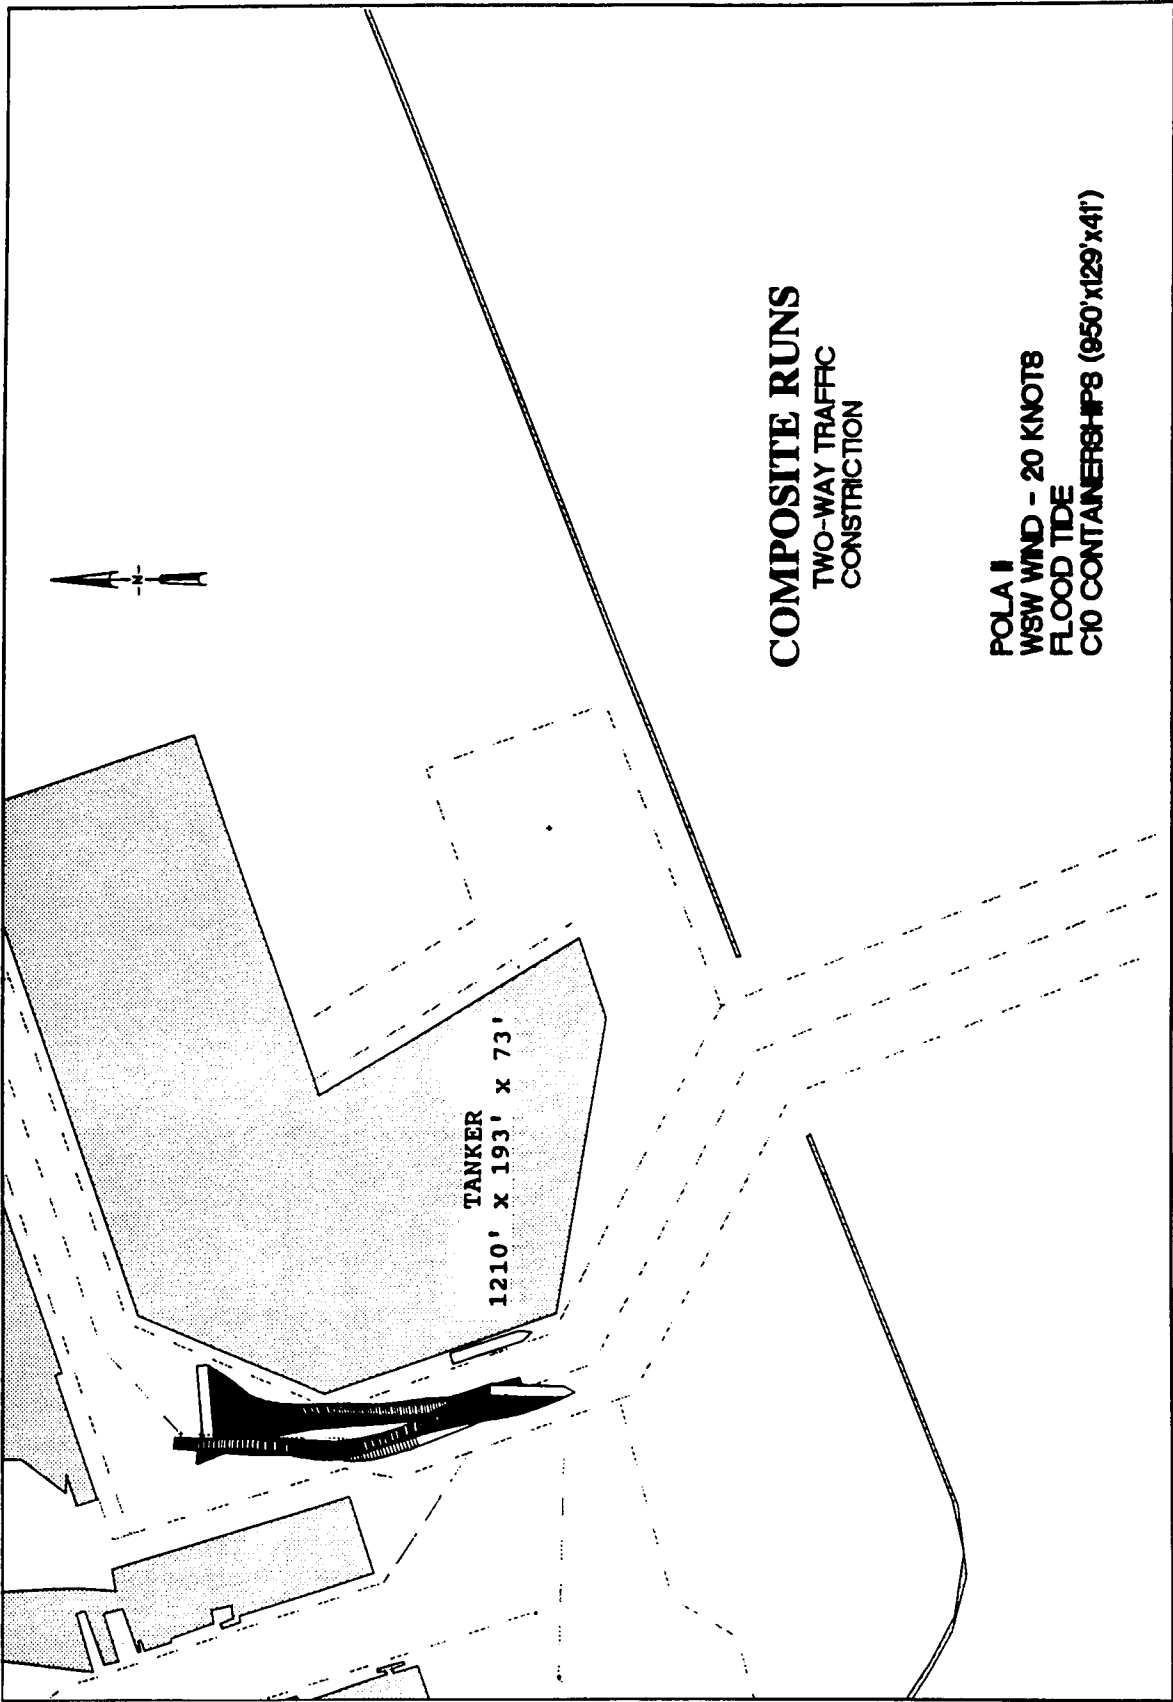 TANKER
1210' x 193' x 73'
N
COMPOSITE RUNS
TWO-WAY TRAFFIC
CONSTRICTION
POLA II
WSW WIND - 20 KNOTS
FLOOD TIDE
C10 CONTAINERSHIPS (950'x129'x41')